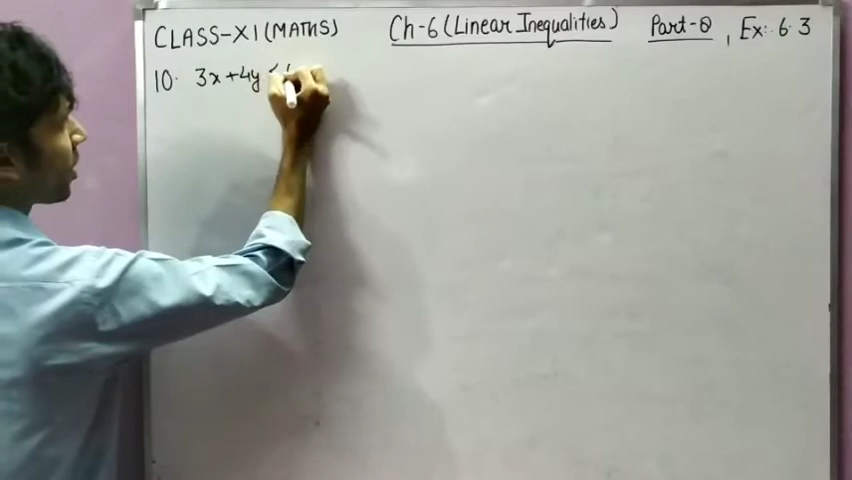 CLASS-XI (MATHS) Ch-6 (Linear Inequalities) Part-8, Ex:. 6.3
10. 3x+4y <